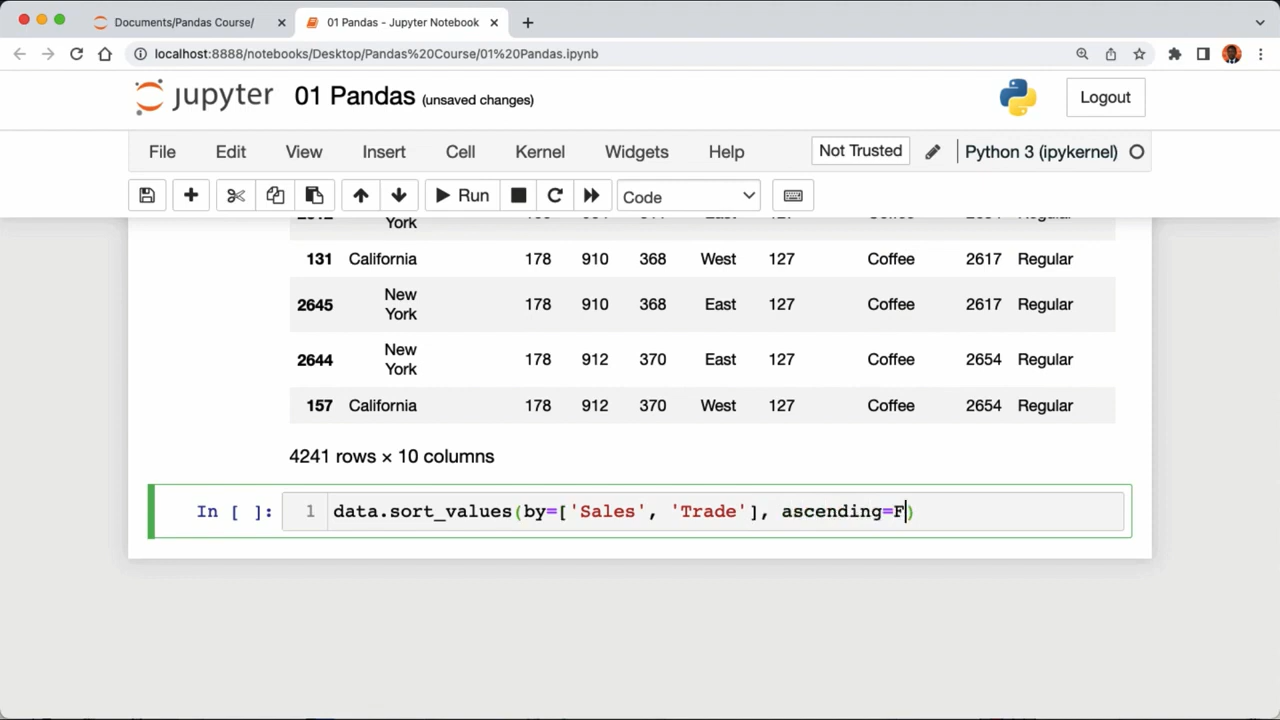 Documents/Pandas Course/
01 Pandas - Jupyter Notebook
localhost:8888/notebooks/Desktop/Pandas%20Course/01%20Pandas.ipynb
jupyter 01 Pandas (unsaved changes)
Logout
File Edit View Insert Cell Kernel Widgets Help Not Trusted Python 3 (ipykernel)
Run Code
York
131 California 178 910 368 West 127 Coffee 2617 Regular
2645 New York 178 910 368 East 127 Coffee 2617 Regular
2644 New York 178 912 370 East 127 Coffee 2654 Regular
157 California 178 912 370 West 127 Coffee 2654 Regular
4241 rows × 10 columns
In [ ]: 1 data.sort_values(by=['Sales', 'Trade'], ascending=F)